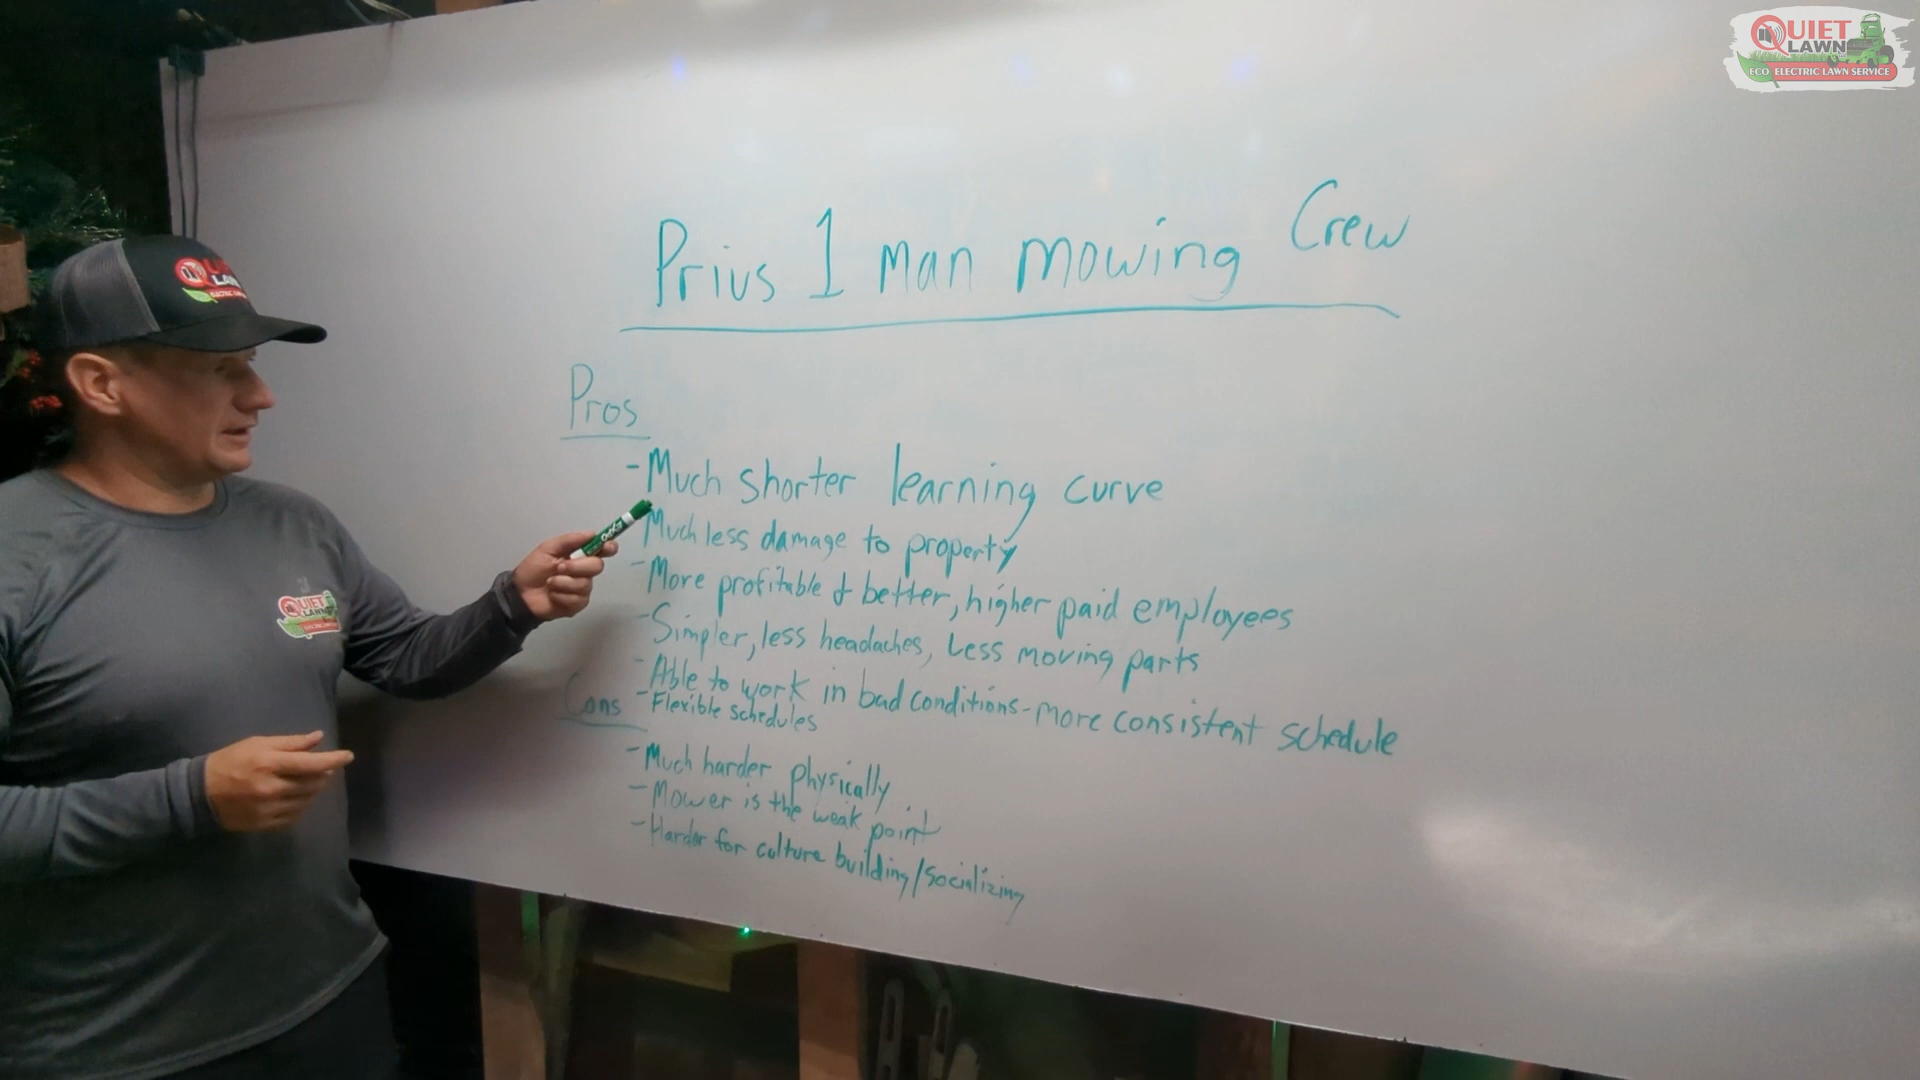 QUIET
LAWN
ECO ELECTRIC LAWN SERVICE
Prius 1 Man Mowing Crew
Pros
-Much shorter learning curve
Much less damage to property
-More profitable & better, higher paid employees
-Simpler, less headaches, Less moving parts
-Able to work in bad conditions-more consistent schedule
-Flexible schedules
Cons
-Much harder physically
-Mower is the weak point
-Harder for culture building/socializing
QUIET
LAWN
EXPO